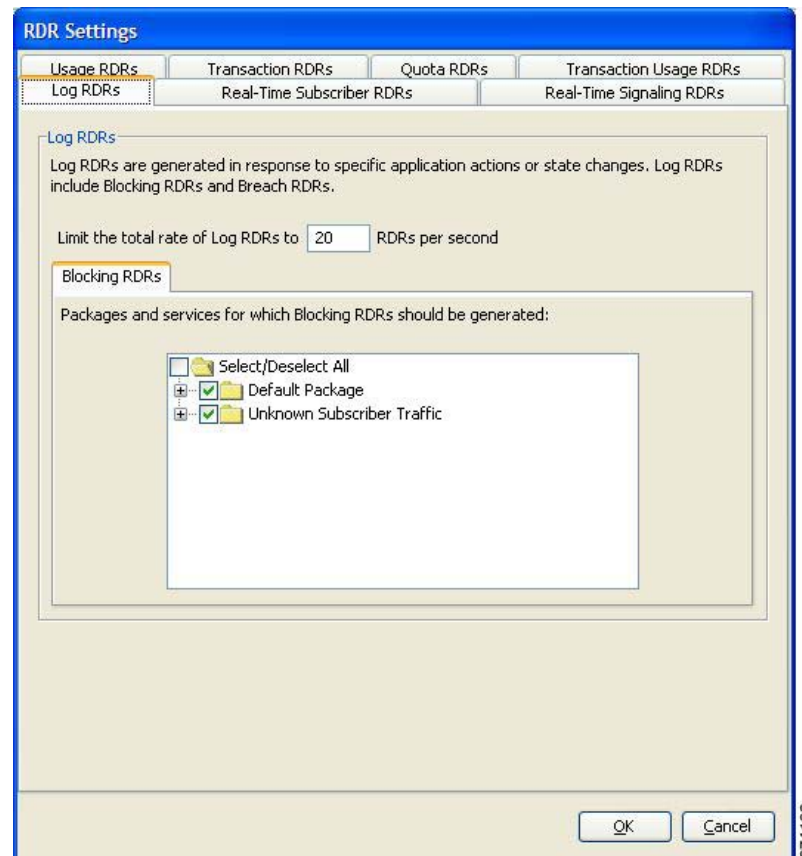 RDR Settings
Usage RDRs
Transaction RDRs
Quota RDRs
Transaction Usage RDRs
Log RDRs
Real-Time Subscriber RDRs
Real-Time Signaling RDRs
Log RDRs
Log RDRs are generated in response to specific application actions or state changes. Log RDRs
include Blocking RDRs and Breach RDRs.
Limit the total rate of Log RDRs to 20 RDRs per second
Blocking RDRs
Packages and services for which Blocking RDRs should be generated:
Select/Deselect All
Default Package
Unknown Subscriber Traffic
OK
Cancel